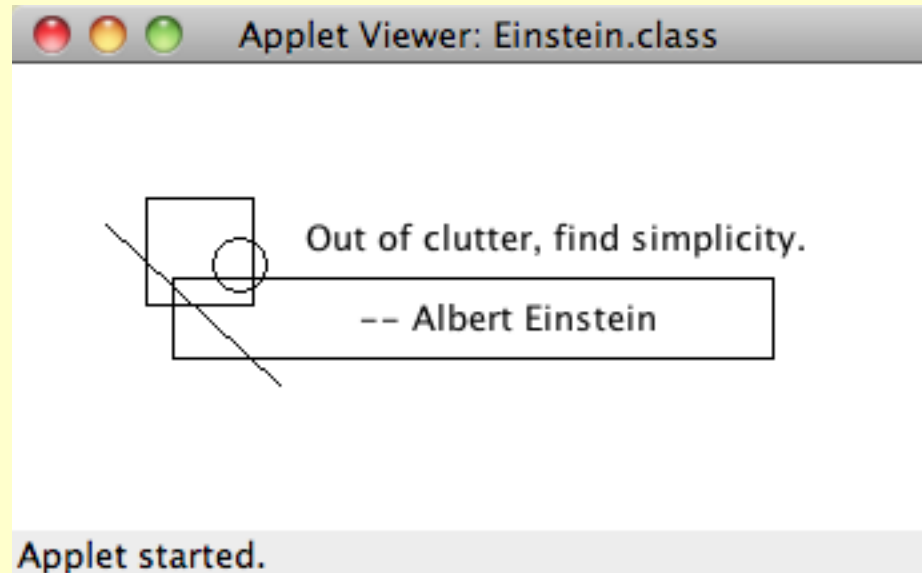 Applet Viewer: Einstein.class
Out of clutter, find simplicity.
-- Albert Einstein
Applet started.